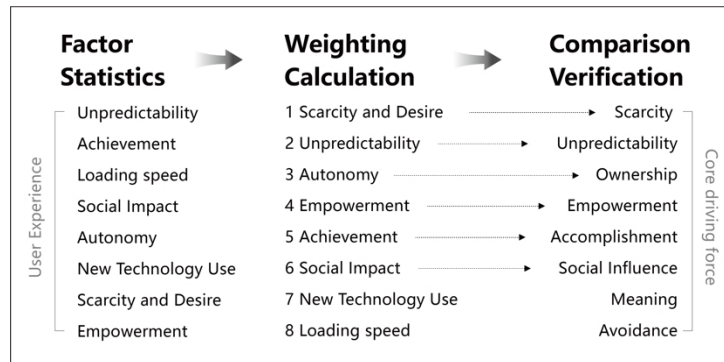 Factor
Statistics
Weighting
Calculation
Comparison
Verification
User Experience
Unpredictability
Achievement
Loading speed
Social Impact
Autonomy
New Technology Use
Scarcity and Desire
Empowerment
1 Scarcity and Desire
2 Unpredictability
3 Autonomy
4 Empowerment
5 Achievement
6 Social Impact
7 New Technology Use
8 Loading speed
Scarcity
Unpredictability
Ownership
Empowerment
Accomplishment
Social Influence
Meaning
Avoidance
Core driving force